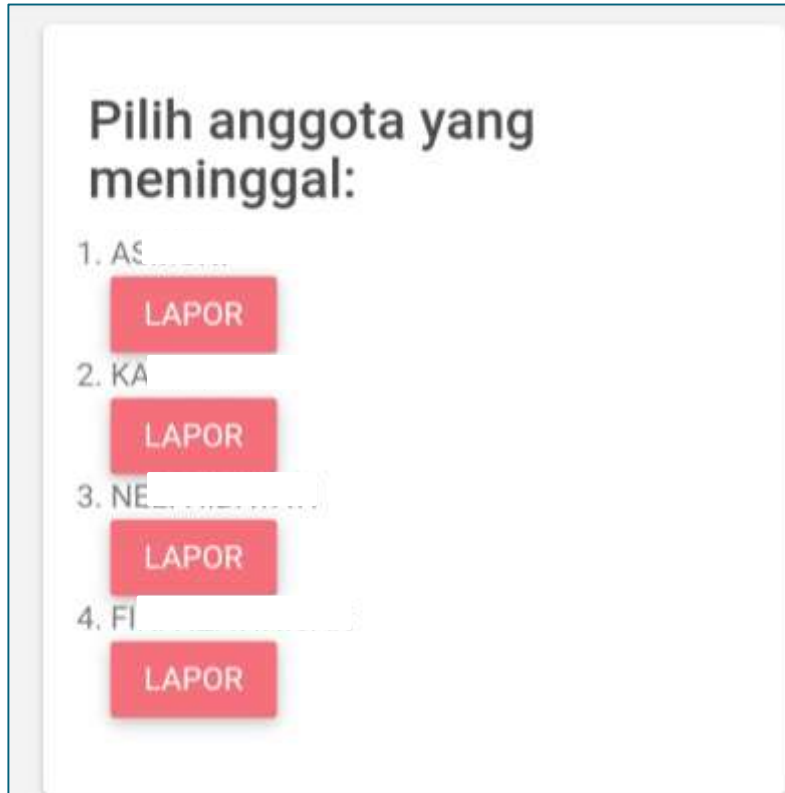 Pilih anggota yang
meninggal:
1. AS
LAPOR
2. KA
LAPOR
3. NE
LAPOR
4. FI
LAPOR